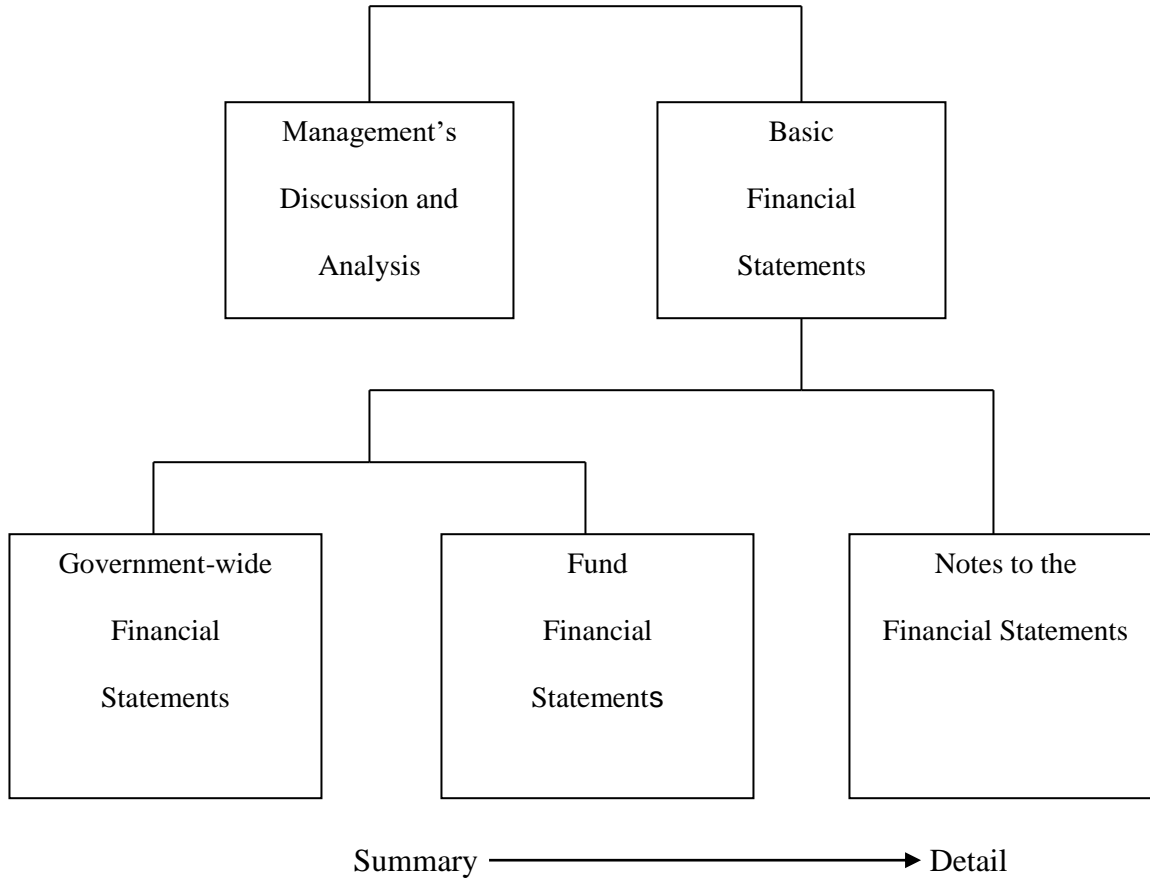 Management’s
Discussion and
Analysis
Basic
Financial
Statements
Government-wide
Financial
Statements
Fund
Financial
Statements
Notes to the
Financial Statements
Summary
Detail